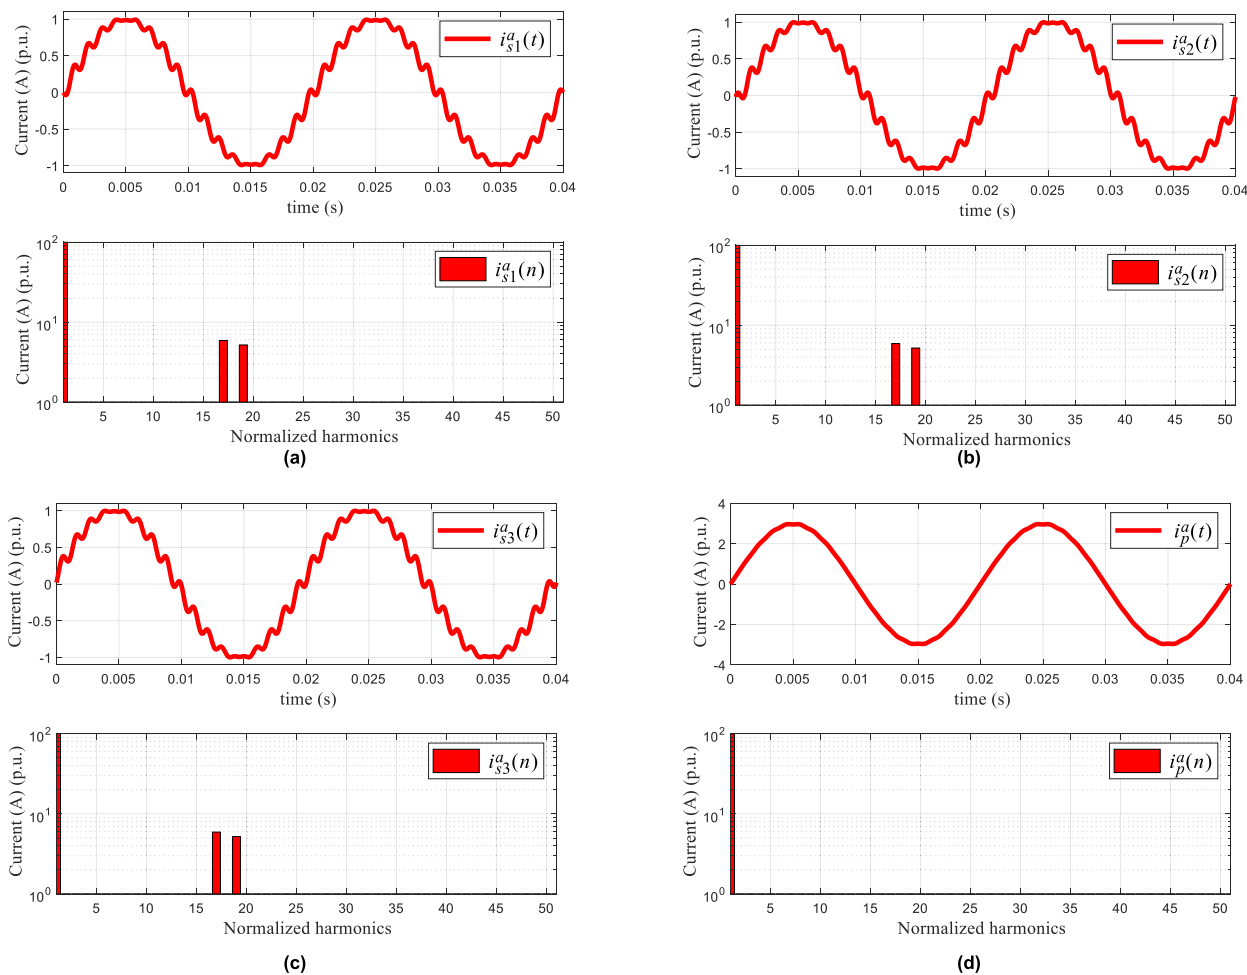 Current (A) (p.u.)
1
0.5
0
-0.5
-1
i^a_{s1}(t)
0 0.005 0.01 0.015 0.02 0.025 0.03 0.035 0.04
time (s)
Current (A) (p.u.)
10^2
10^1
10^0
i^a_{s1}(n)
5 10 15 20 25 30 35 40 45 50
Normalized harmonics
(a)
Current (A) (p.u.)
1
0.5
0
-0.5
-1
i^a_{s2}(t)
0 0.005 0.01 0.015 0.02 0.025 0.03 0.035 0.04
time (s)
Current (A) (p.u.)
10^2
10^1
10^0
i^a_{s2}(n)
5 10 15 20 25 30 35 40 45 50
Normalized harmonics
(b)
Current (A) (p.u.)
1
0.5
0
-0.5
-1
i^a_{s3}(t)
0 0.005 0.01 0.015 0.02 0.025 0.03 0.035 0.04
time (s)
Current (A) (p.u.)
10^2
10^1
10^0
i^a_{s3}(n)
5 10 15 20 25 30 35 40 45 50
Normalized harmonics
(c)
Current (A) (p.u.)
4
2
0
-2
-4
i^a_p(t)
0 0.005 0.01 0.015 0.02 0.025 0.03 0.035 0.04
time (s)
Current (A) (p.u.)
10^2
10^1
10^0
i^a_p(n)
5 10 15 20 25 30 35 40 45 50
Normalized harmonics
(d)